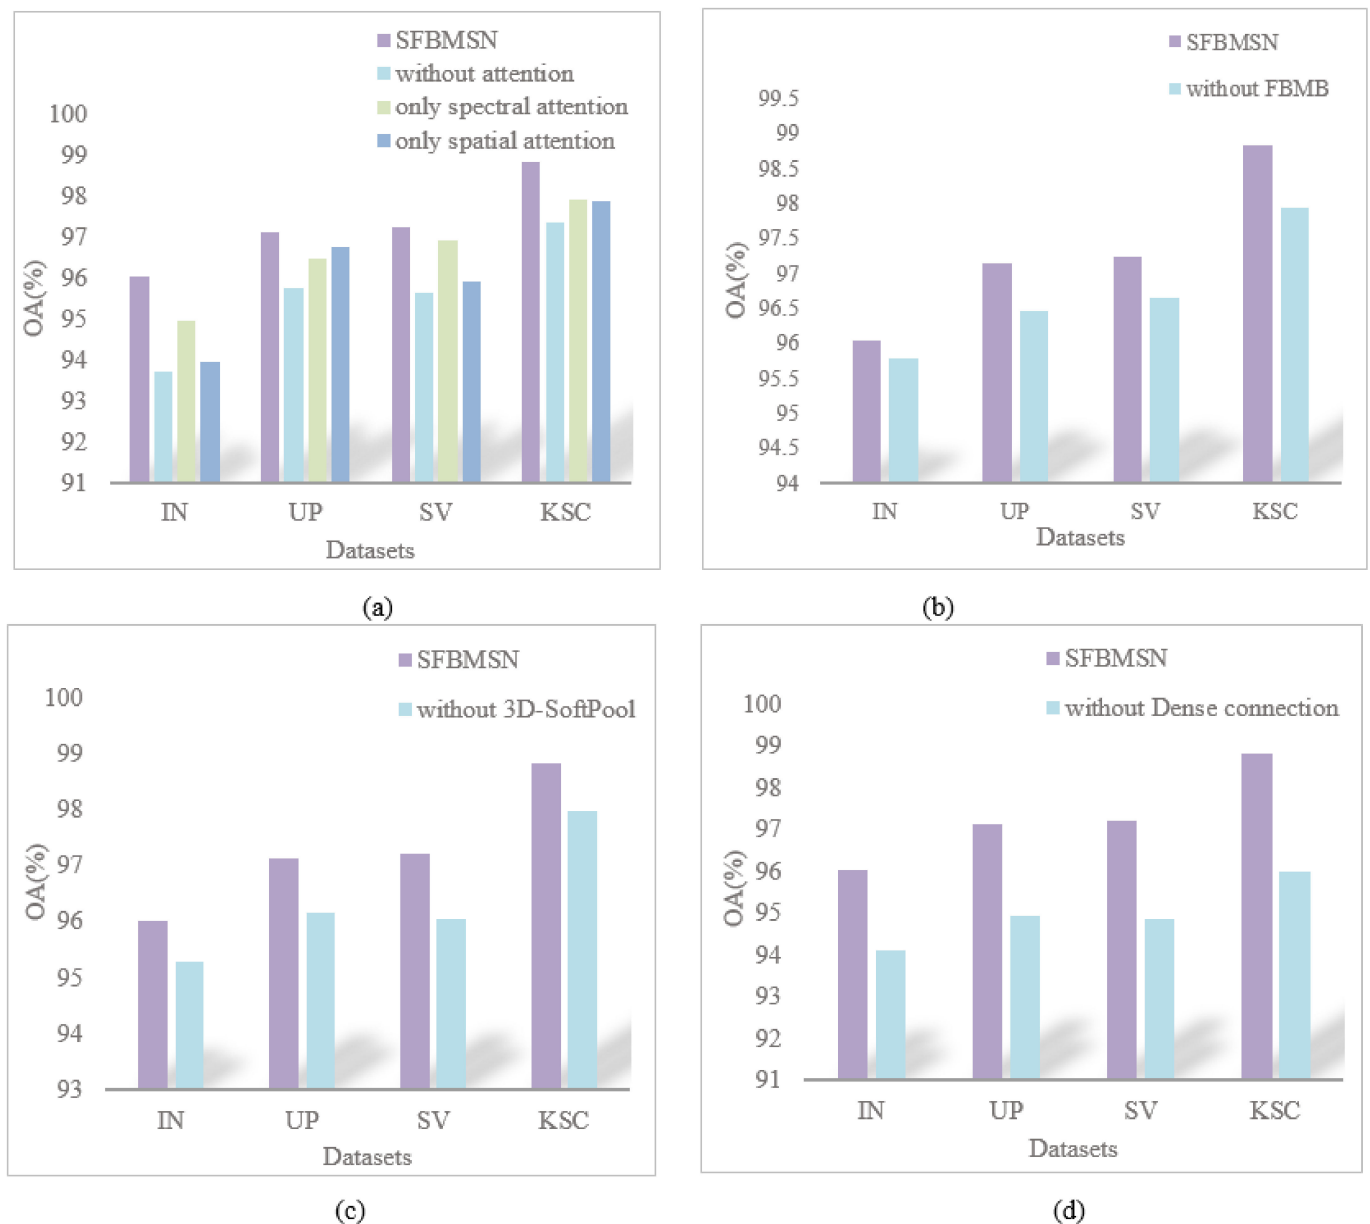 SFBMSN
without attention
only spectral attention
only spatial attention
100
99
98
97
96
95
94
93
92
91
OA(%)
IN UP SV KSC
Datasets
(a)
SFBMSN
without FBMB
99.5
99
98.5
98
97.5
97
96.5
96
95.5
95
94.5
94
OA(%)
IN UP SV KSC
Datasets
(b)
SFBMSN
without 3D-SoftPool
100
99
98
97
96
95
94
93
OA(%)
IN UP SV KSC
Datasets
(c)
SFBMSN
without Dense connection
100
99
98
97
96
95
94
93
92
91
OA(%)
IN UP SV KSC
Datasets
(d)